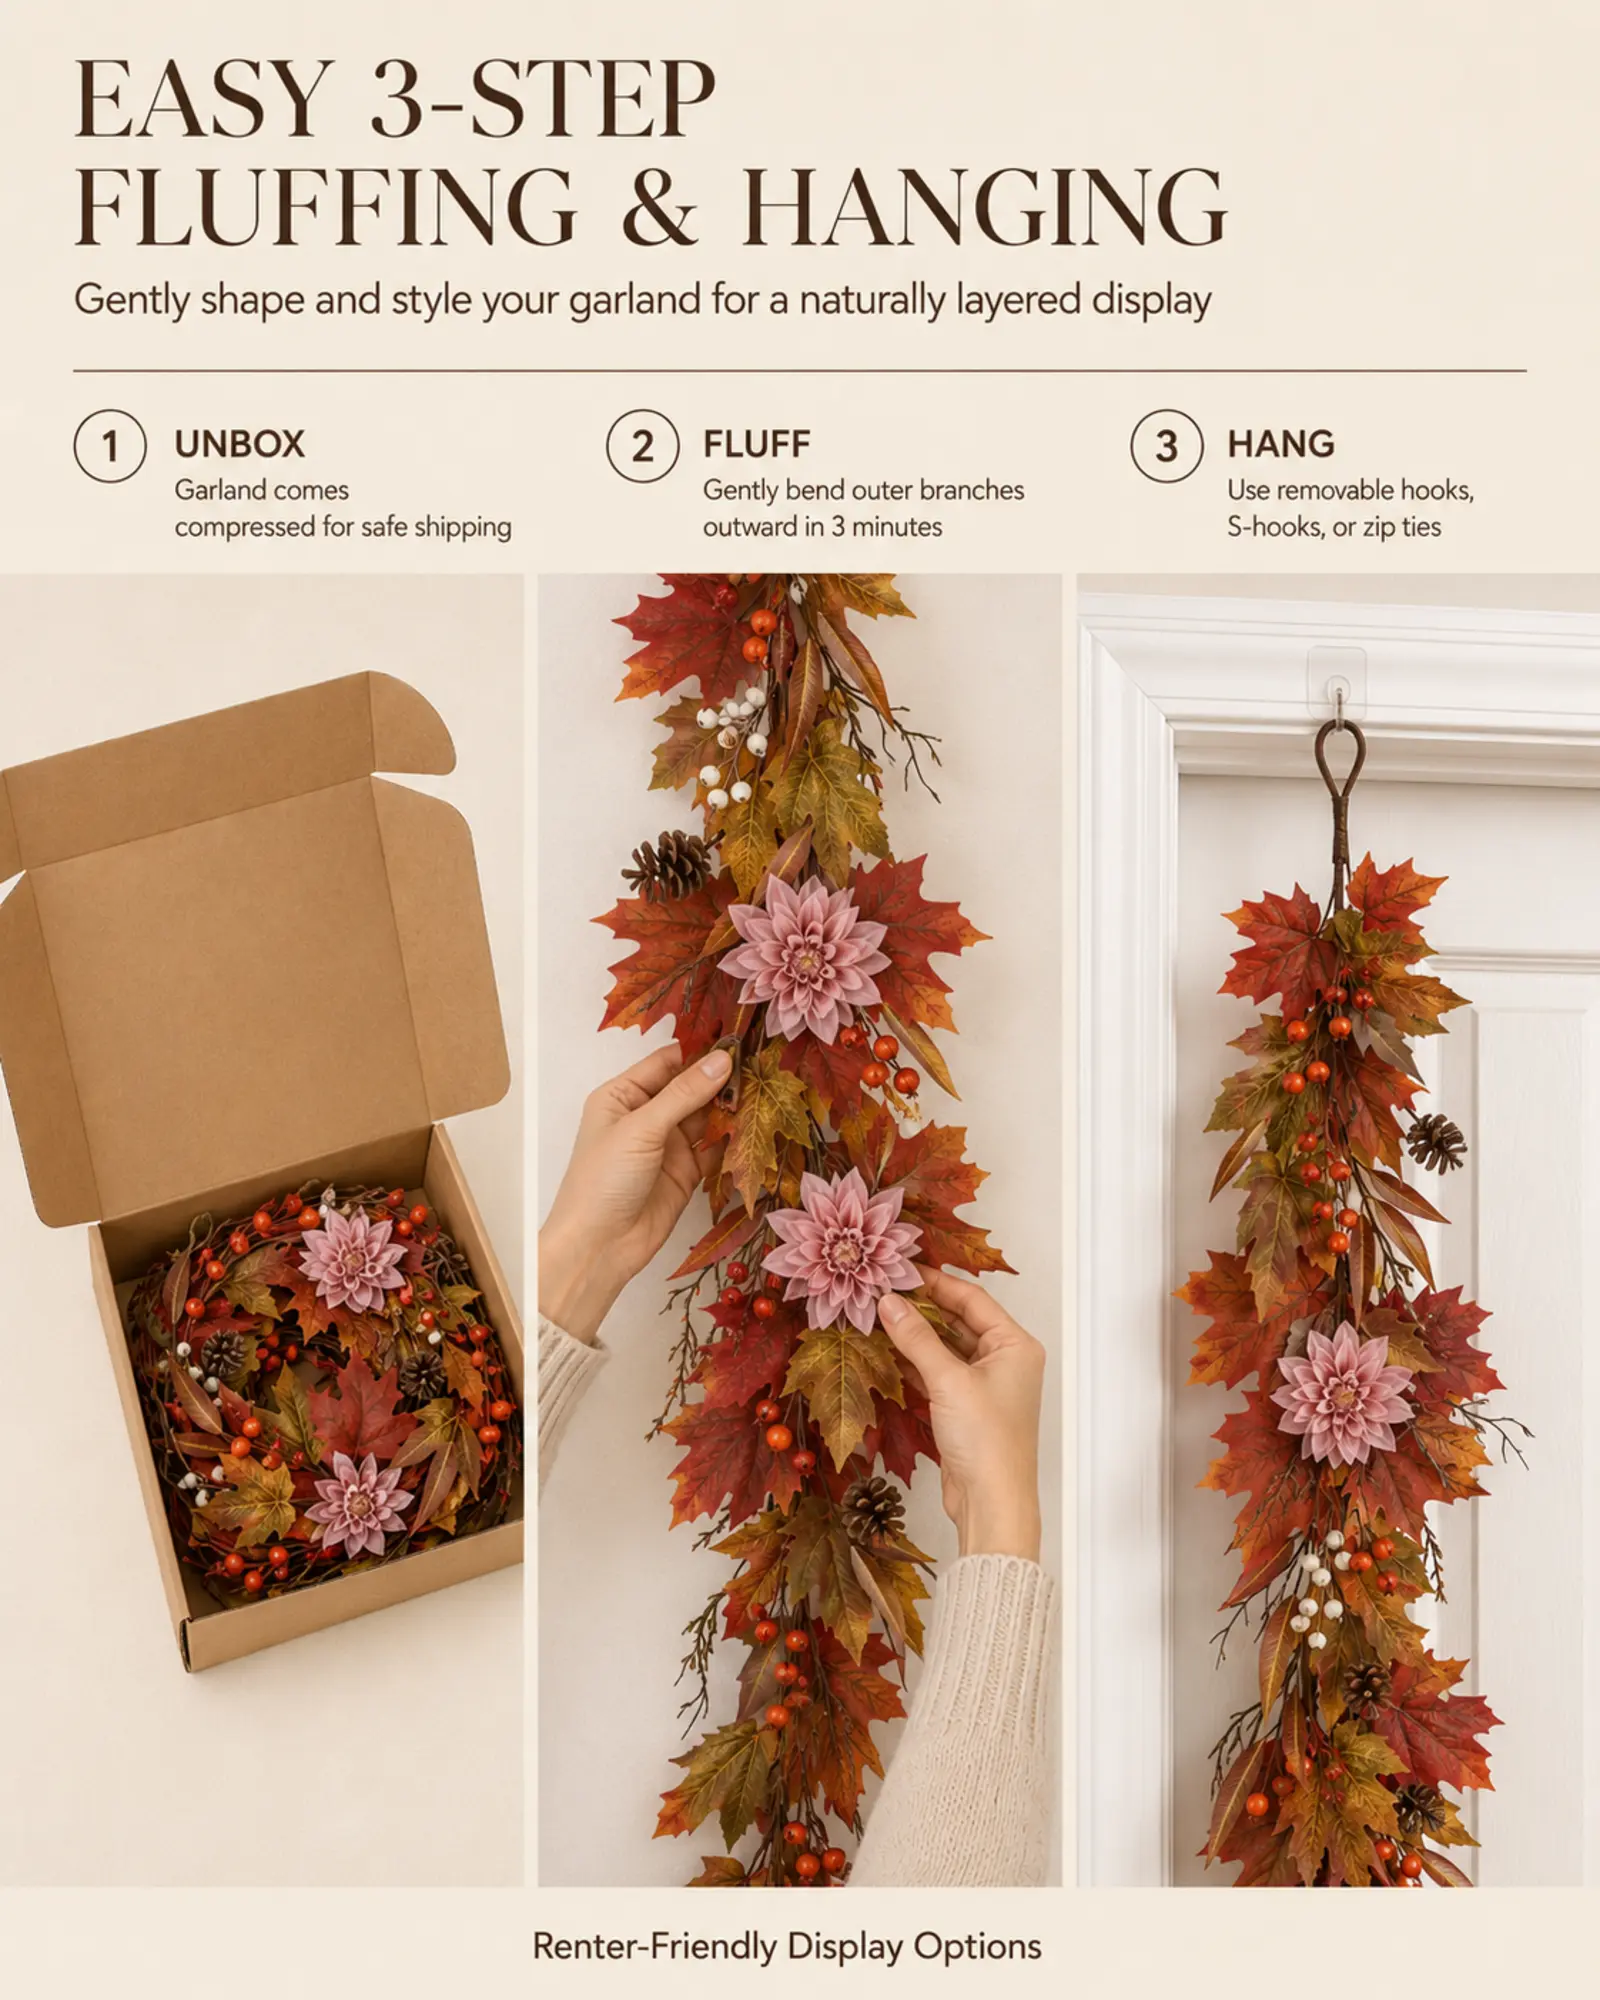 EASY 3-STEP
FLUFFING & HANGING
Gently shape and style your garland for a naturally layered display
1 UNBOX
Garland comes
compressed for safe shipping
2 FLUFF
Gently bend outer branches
outward in 3 minutes
3 HANG
Use removable hooks,
S-hooks, or zip ties
Renter-Friendly Display Options